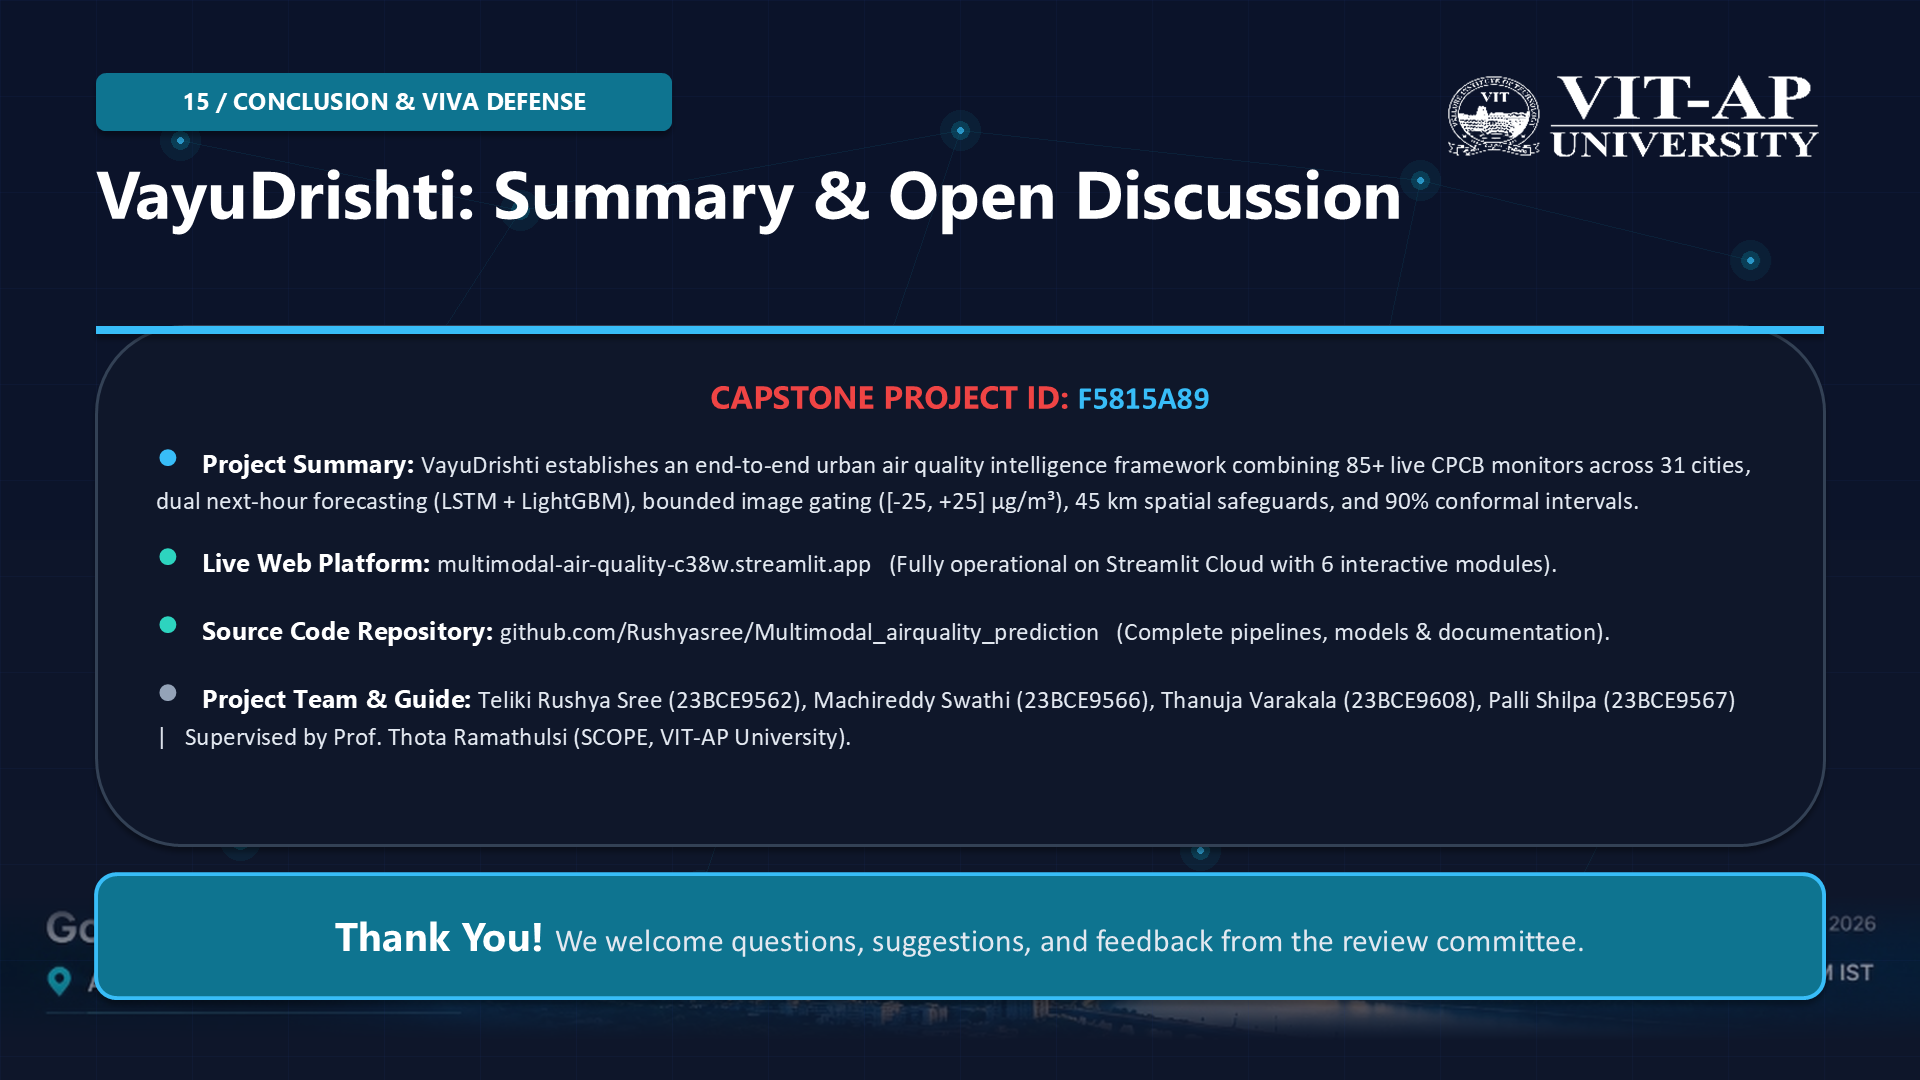 15 / CONCLUSION & VIVA DEFENSE
VIT
VIT-AP
UNIVERSITY
VayuDrishti: Summary & Open Discussion
CAPSTONE PROJECT ID: F5815A89
Project Summary: VayuDrishti establishes an end-to-end urban air quality intelligence framework combining 85+ live CPCB monitors across 31 cities,
dual next-hour forecasting (LSTM + LightGBM), bounded image gating ([-25, +25] µg/m³), 45 km spatial safeguards, and 90% conformal intervals.
Live Web Platform: multimodal-air-quality-c38w.streamlit.app (Fully operational on Streamlit Cloud with 6 interactive modules).
Source Code Repository: github.com/Rushyasree/Multimodal_airquality_prediction (Complete pipelines, models & documentation).
Project Team & Guide: Teliki Rushya Sree (23BCE9562), Machireddy Swathi (23BCE9566), Thanuja Varakala (23BCE9608), Palli Shilpa (23BCE9567)
| Supervised by Prof. Thota Ramathulsi (SCOPE, VIT-AP University).
2026
Thank You! We welcome questions, suggestions, and feedback from the review committee.
IST